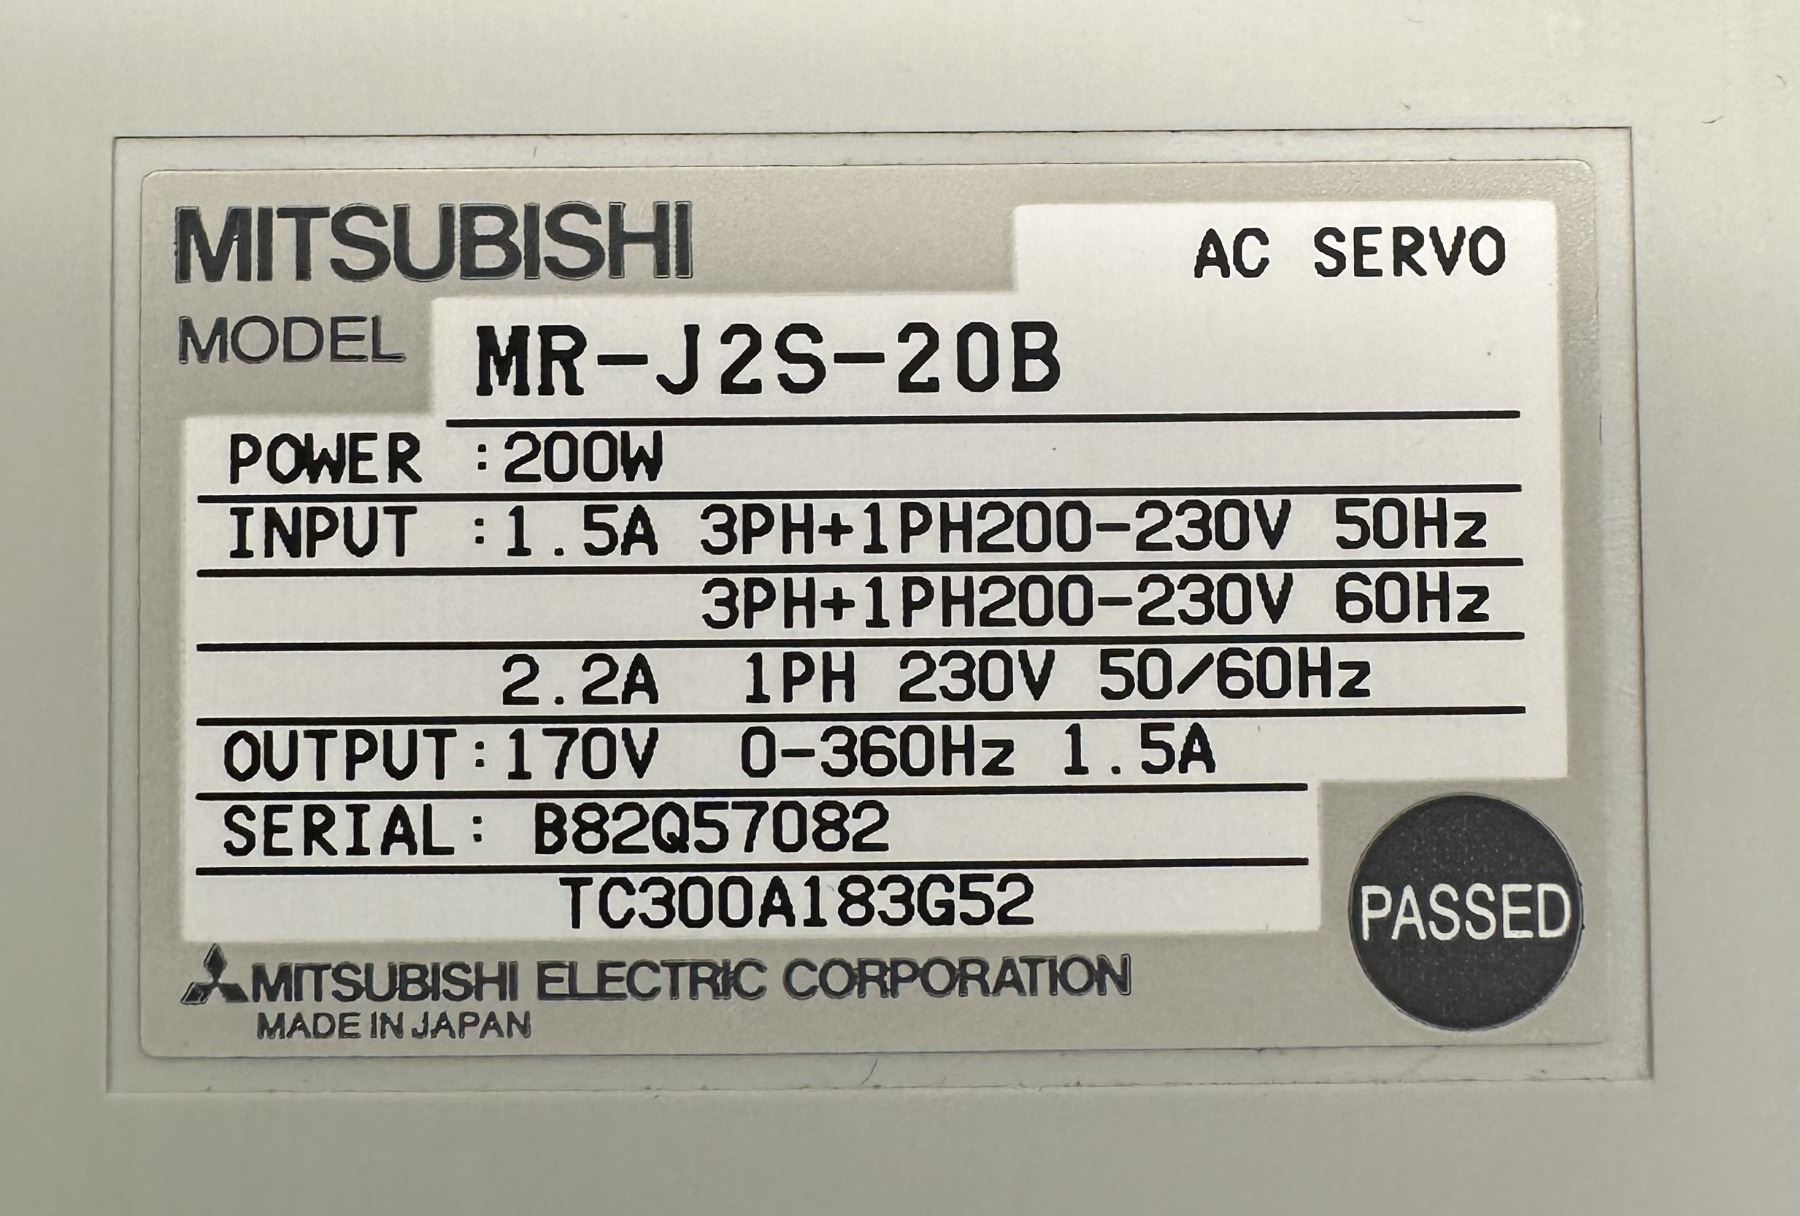 MITSUBISHI
AC SERVO
MODEL MR-J2S-20B
POWER :200W
INPUT :1.5A 3PH+1PH200-230V 50Hz
3PH+1PH200-230V 60Hz
2.2A 1PH 230V 50/60Hz
OUTPUT:170V 0-360Hz 1.5A
SERIAL: B82Q57082
TC300A183G52
PASSED
MITSUBISHI ELECTRIC CORPORATION
MADE IN JAPAN